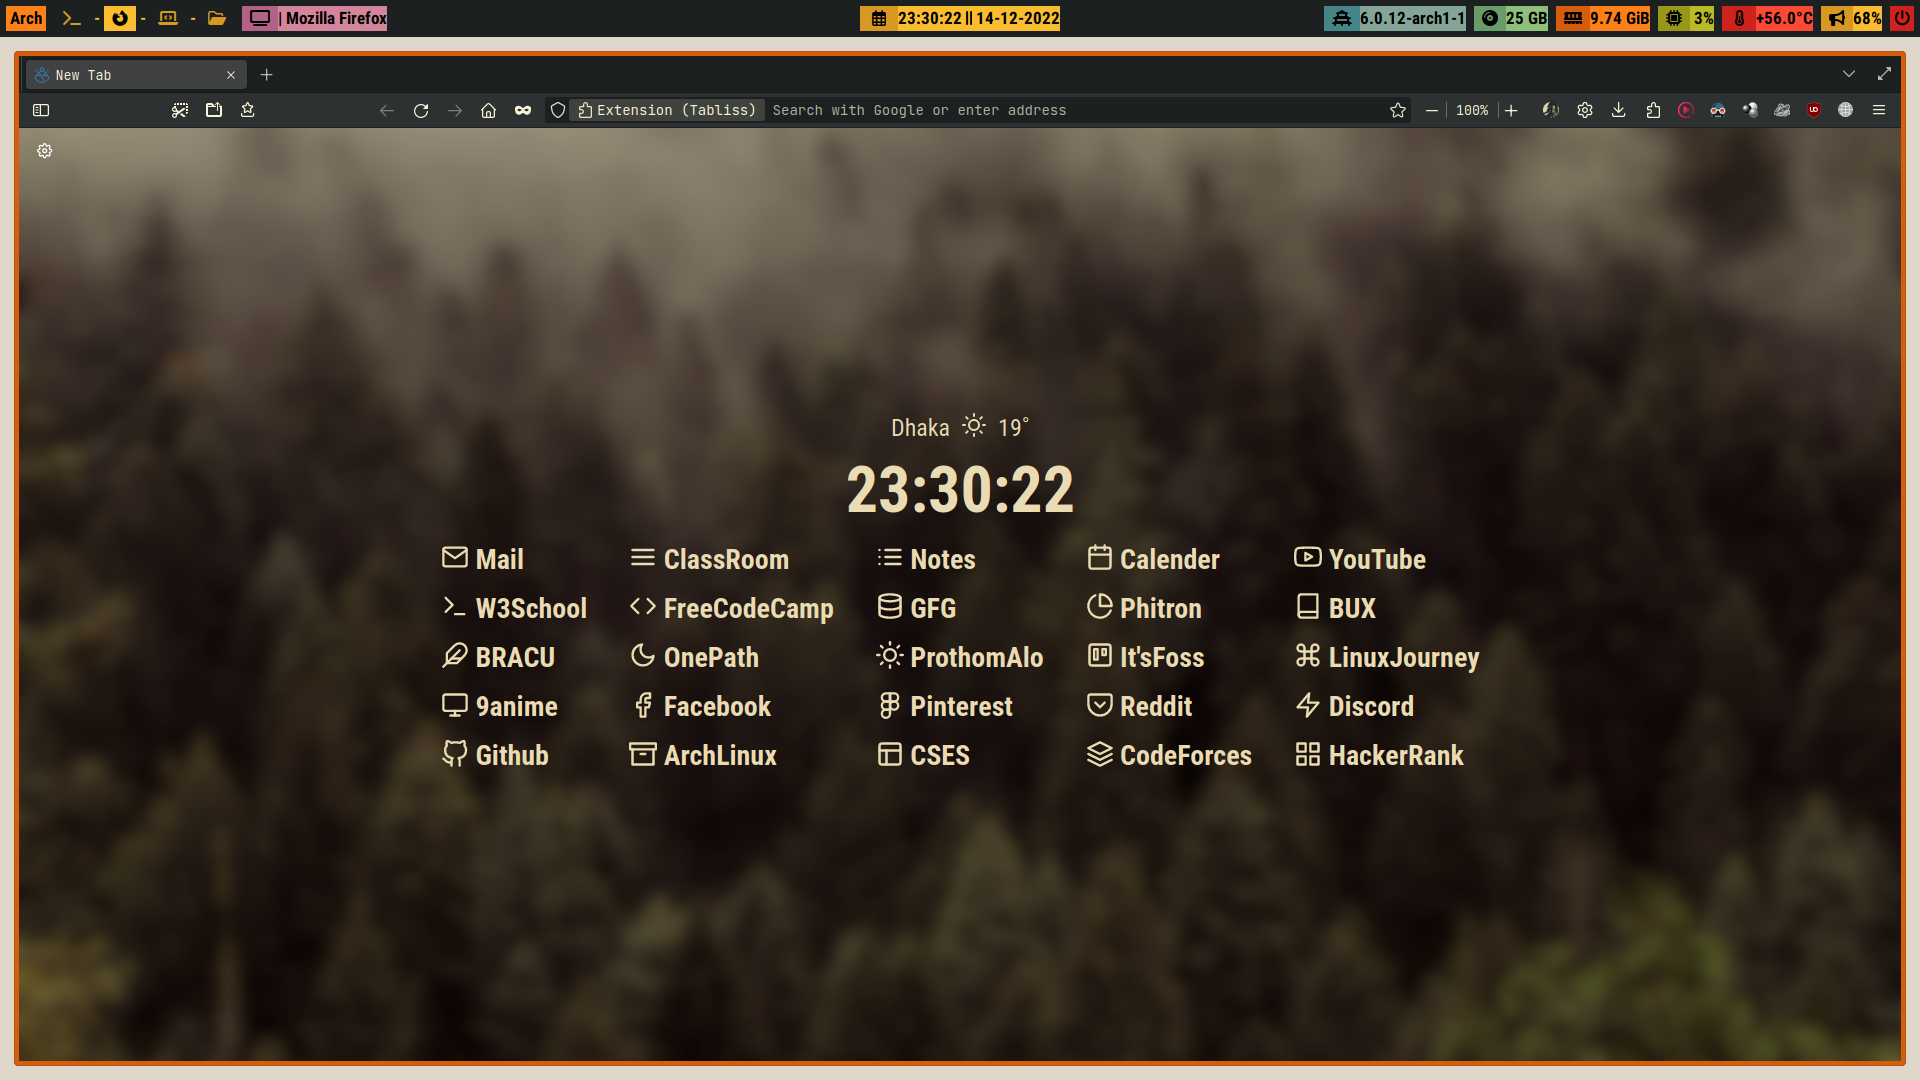 Arch - - - | Mozilla Firefox 23:30:22 || 14-12-2022 6.0.12-arch1-1 25 GB 9.74 GiB 3% +56.0°C 68%
New Tab
Extension (Tabliss) Search with Google or enter address 100%
Dhaka 19°
23:30:22
Mail ClassRoom Notes Calender YouTube
W3School FreeCodeCamp GFG Phitron BUX
BRACU OnePath ProthomAlo It'sFoss LinuxJourney
9anime Facebook Pinterest Reddit Discord
Github ArchLinux CSES CodeForces HackerRank